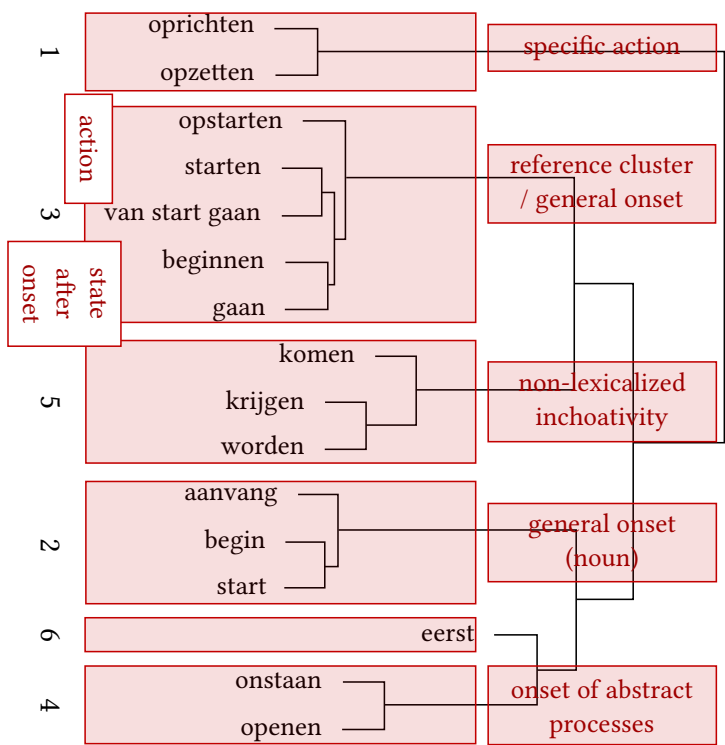 1
oprichten
opzetten
specific action
action
3
opstarten
starten
van start gaan
beginnen
gaan
reference cluster
/ general onset
state
after
onset
5
komen
krijgen
worden
non-lexicalized
inchoativity
2
aanvang
begin
start
general onset
(noun)
6
eerst
4
onstaan
openen
onset of abstract
processes